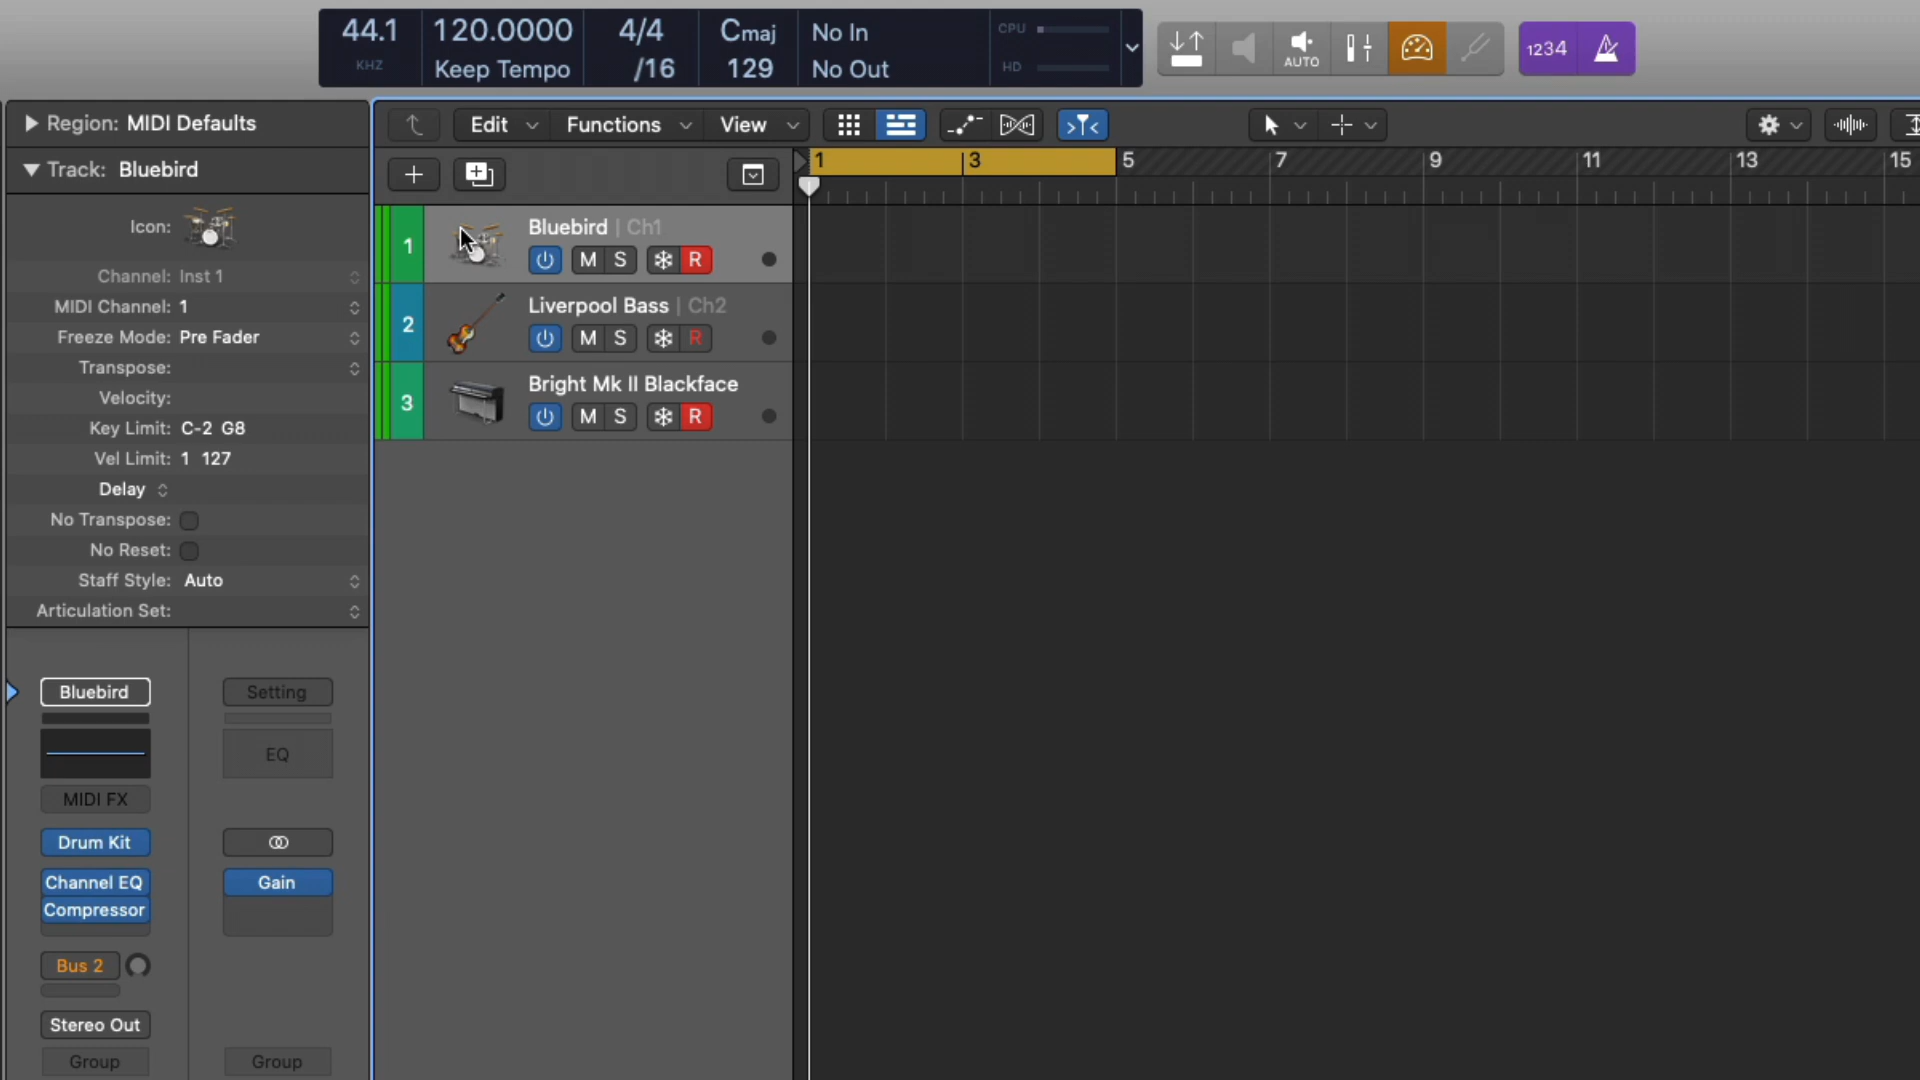 44.1
KHZ
120.0000
Keep Tempo
4/4
/16
Cmaj
129
No In
No Out
CPU
HD
AUTO
1234
Region: MIDI Defaults
Track: Bluebird
Icon:
Channel: Inst 1
MIDI Channel: 1
Freeze Mode: Pre Fader
Transpose:
Velocity:
Key Limit: C-2 G8
Vel Limit: 1 127
Delay
No Transpose:
No Reset:
Staff Style: Auto
Articulation Set:
Bluebird
Setting
EQ
MIDI FX
Drum Kit
Channel EQ
Gain
Compressor
Bus 2
Stereo Out
Group
Group
Edit
Functions
View
1 3 5 7 9 11 13 15
1
Bluebird | Ch1
M S R
2
Liverpool Bass | Ch2
M S R
3
Bright Mk II Blackface
M S R